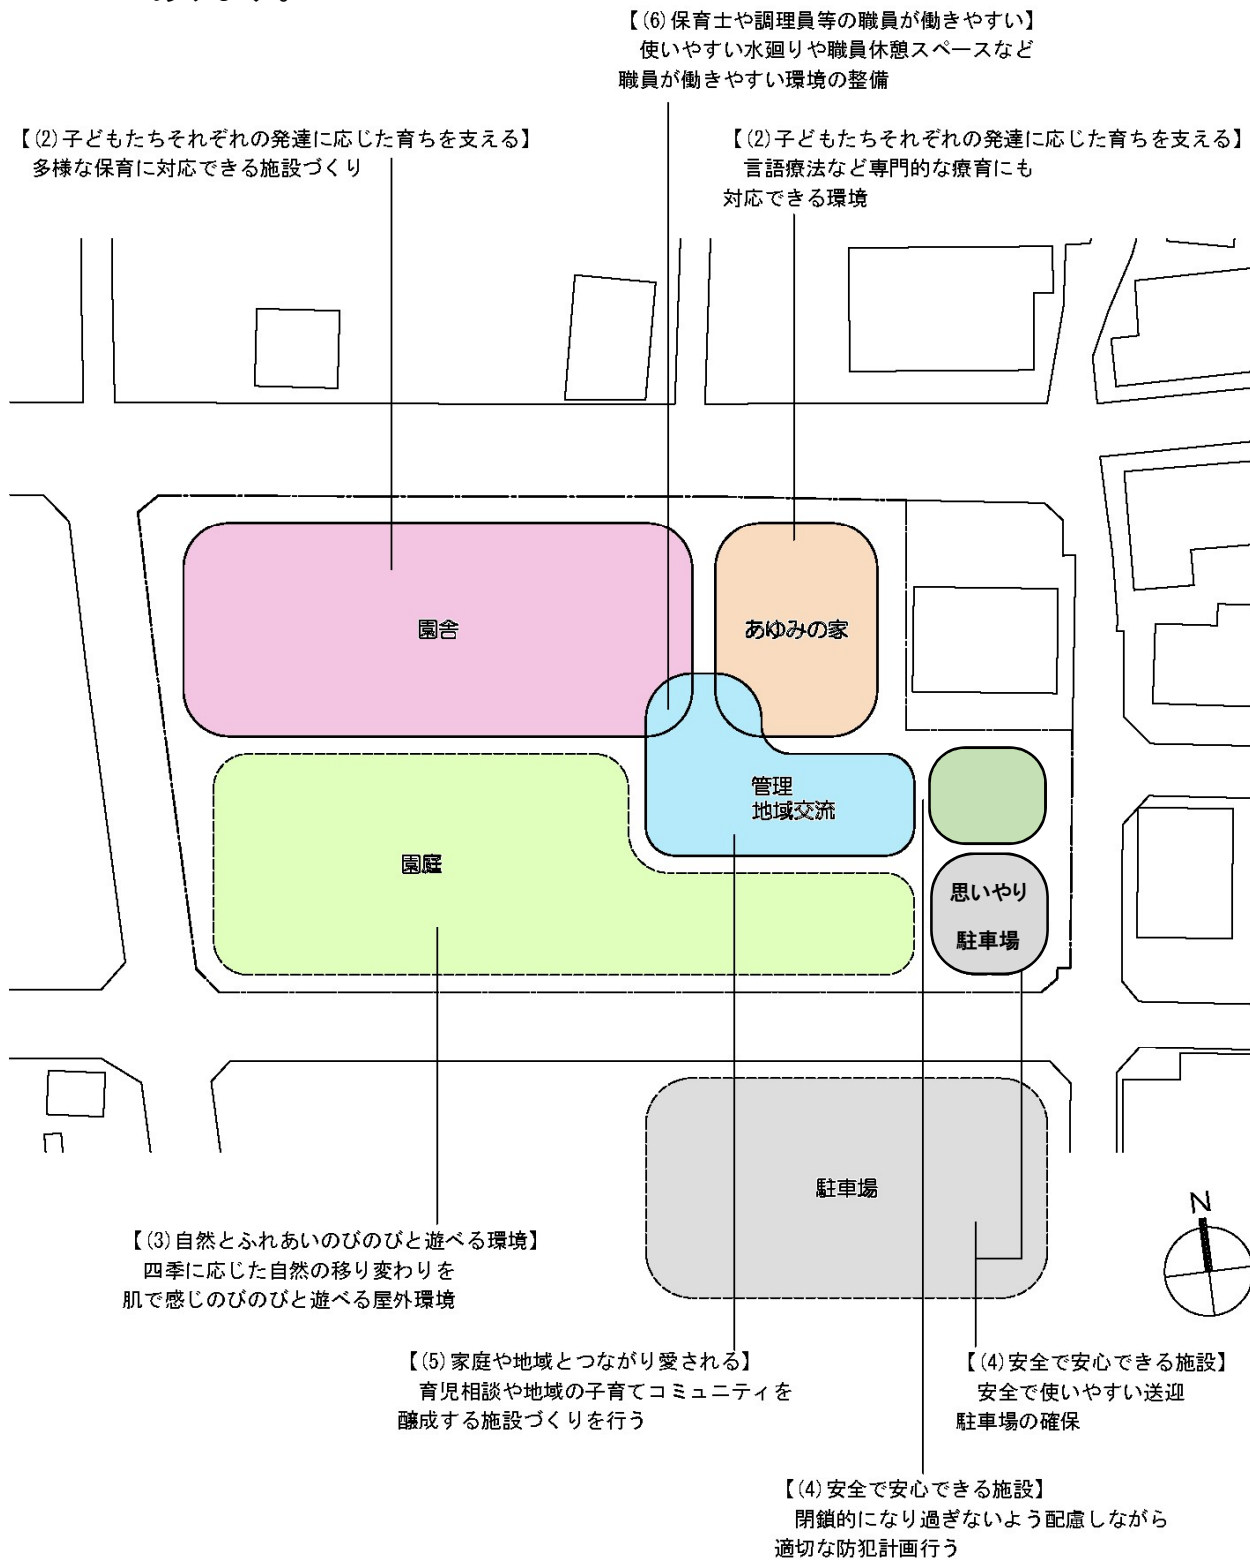 【(6)保育士や調理員等の職員が働きやすい】
使いやすい水廻りや職員休憩スペースなど
職員が働きやすい環境の整備
【(2)子どもたちそれぞれの発達に応じた育ちを支える】
多様な保育に対応できる施設づくり
【(2)子どもたちそれぞれの発達に応じた育ちを支える】
言語療法など専門的な療育にも
対応できる環境
園舎
あゆみの家
管理
地域交流
園庭
思いやり
駐車場
駐車場
N
【(3)自然とふれあいのびのびと遊べる環境】
四季に応じた自然の移り変わりを
肌で感じのびのびと遊べる屋外環境
【(5)家庭や地域とつながり愛される】
育児相談や地域の子育てコミュニティを
醸成する施設づくりを行う
【(4)安全で安心できる施設】
安全で使いやすい送迎
駐車場の確保
【(4)安全で安心できる施設】
閉鎖的になり過ぎないよう配慮しながら
適切な防犯計画行う